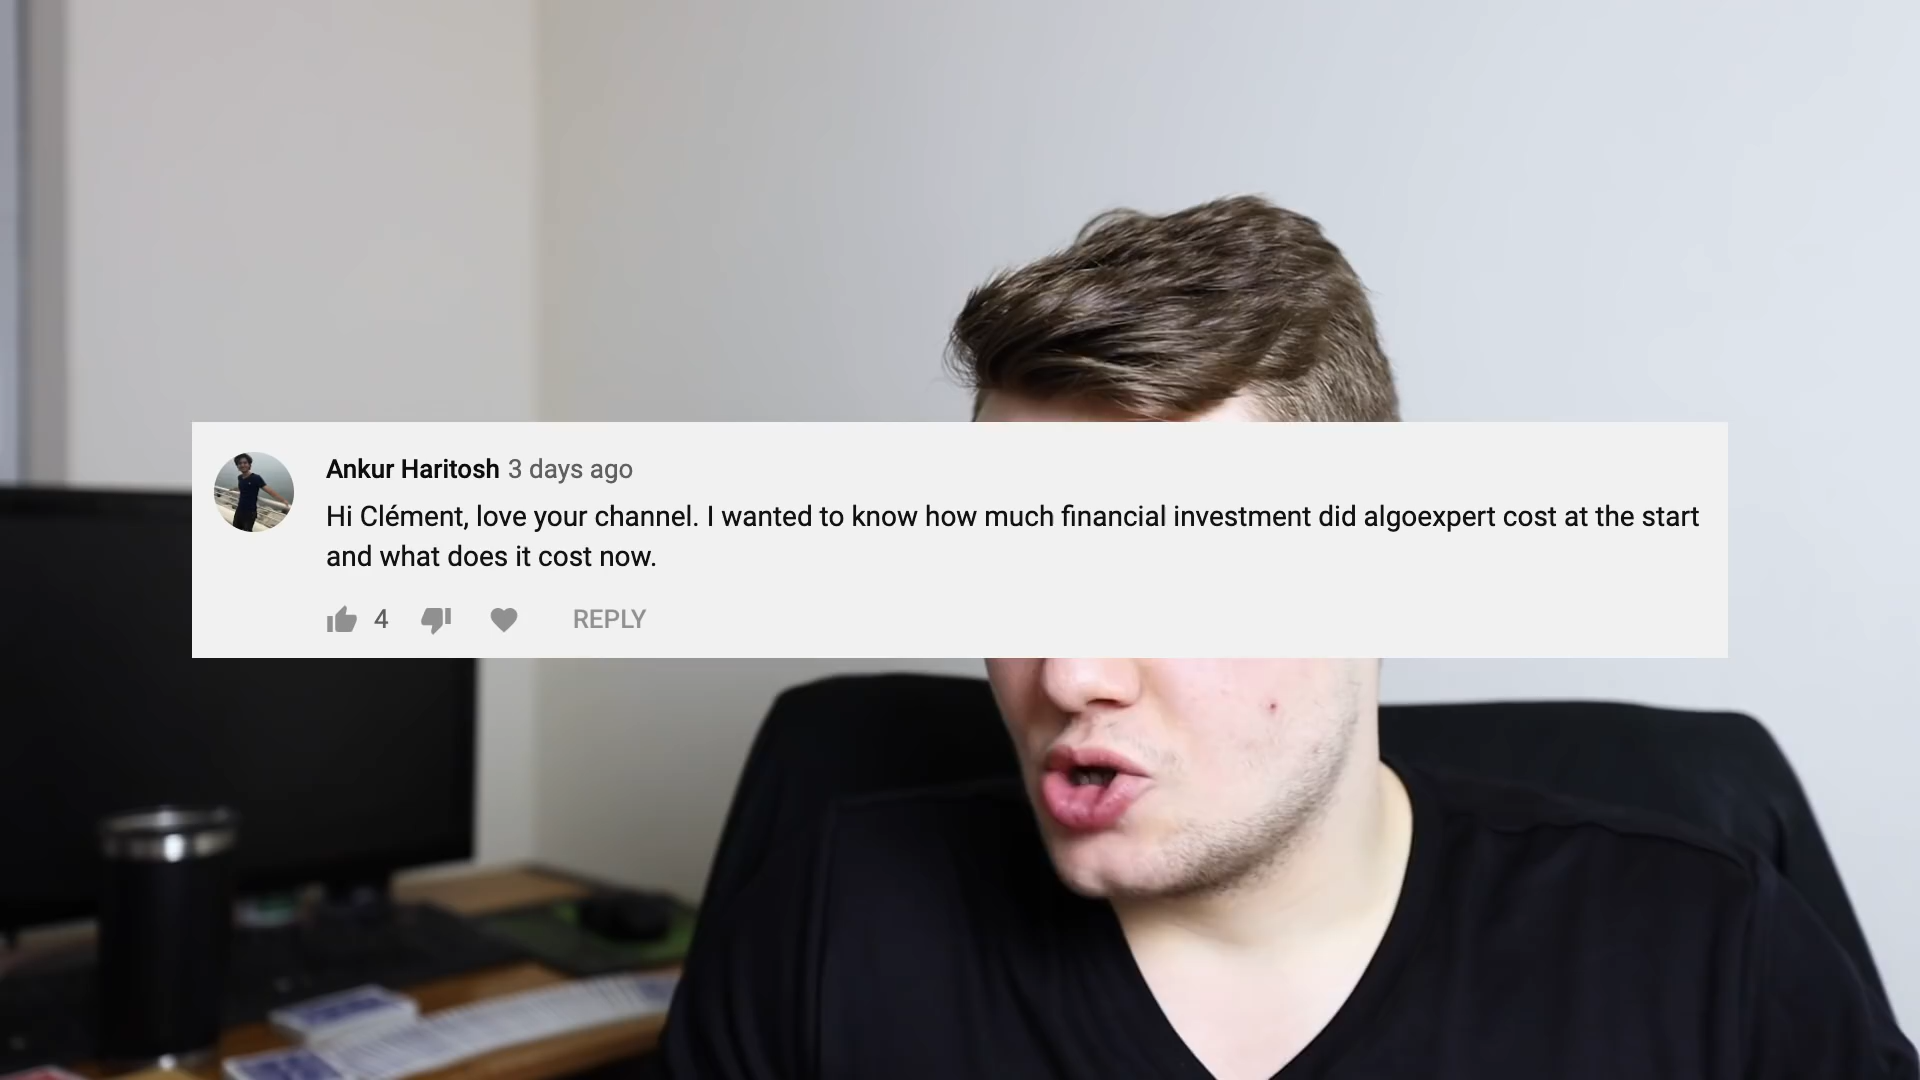 Ankur Haritosh 3 days ago
Hi Clément, love your channel. I wanted to know how much financial investment did algoexpert cost at the start
and what does it cost now.
4 REPLY